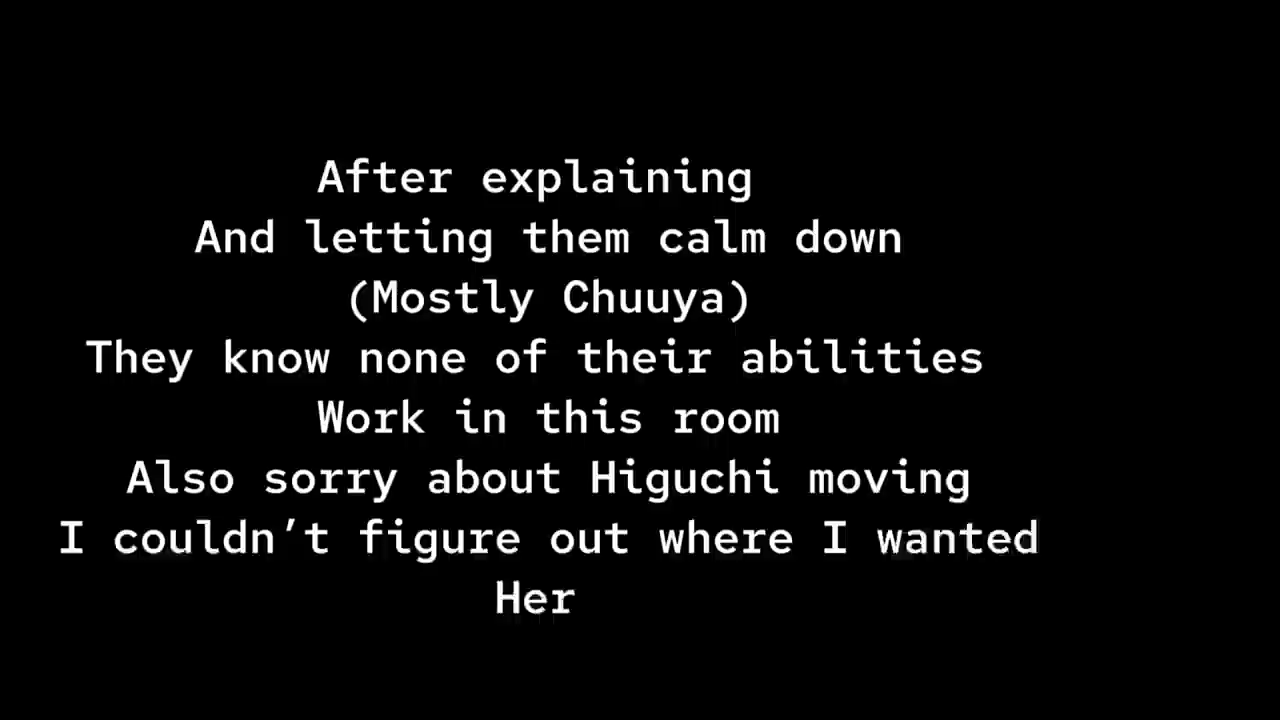 After explaining
And letting them calm down
(Mostly Chuuya)
They know none of their abilities
Work in this room
Also sorry about Higuchi moving
I couldn’t figure out where I wanted
Her